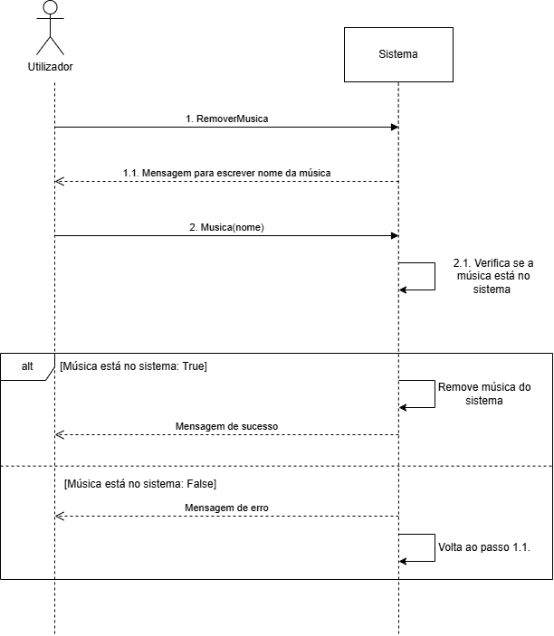 Utilizador
Sistema
1. RemoverMusica
1.1. Mensagem para escrever nome da música
2. Musica(nome)
2.1. Verifica se a
música está no
sistema
alt
[Música está no sistema: True]
Remove música do
sistema
Mensagem de sucesso
[Música está no sistema: False]
Mensagem de erro
Volta ao passo 1.1.